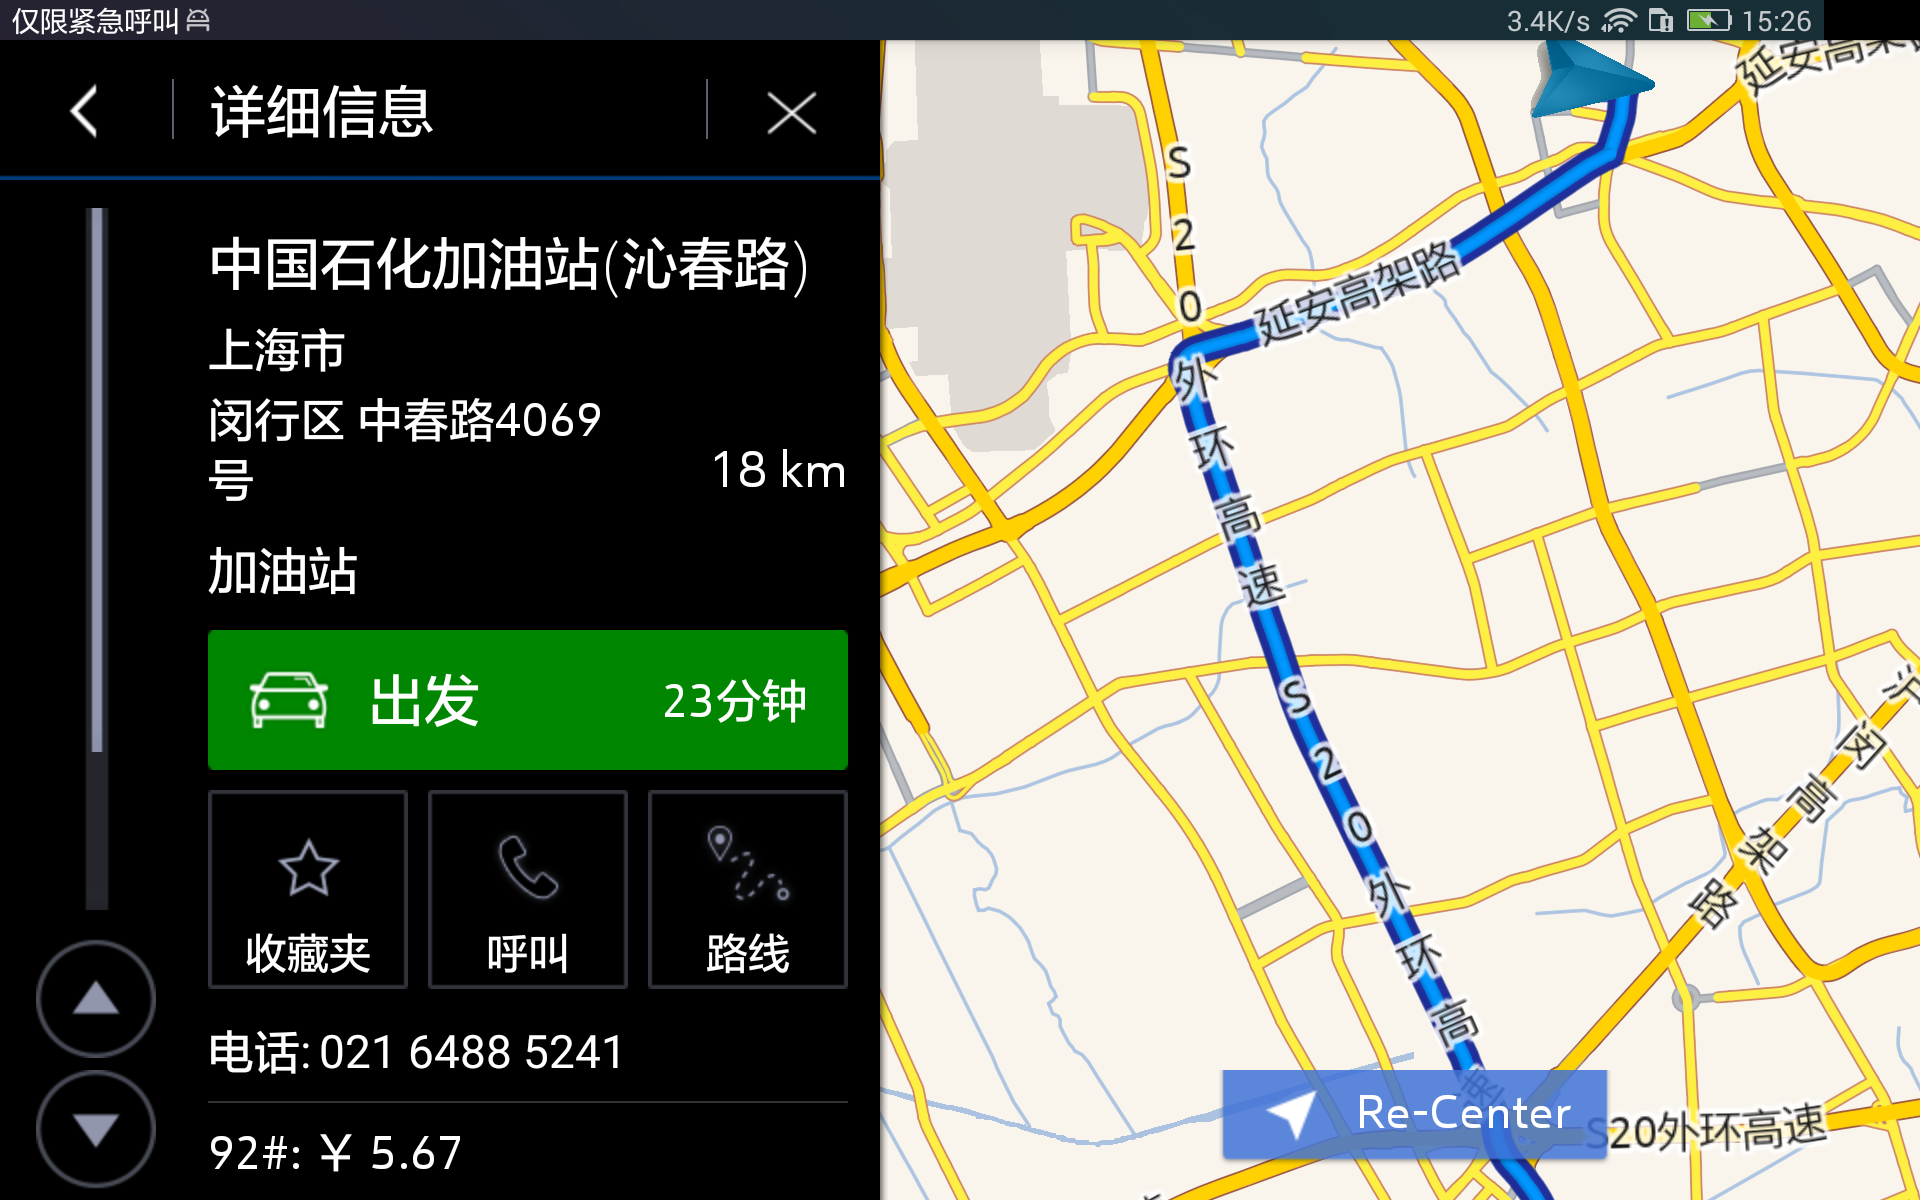 仅限紧急呼叫
3.4K/s
15:26
详细信息
中国石化加油站(沁春路)
上海市
闵行区 中春路4069
号
18 km
加油站
出发
23分钟
收藏夹
呼叫
路线
电话: 021 6488 5241
92#: ¥ 5.67
延安高架
S20
延安高架路
外环高速
S20外环高速
沪闵高架路
Re-Center
S20外环高速